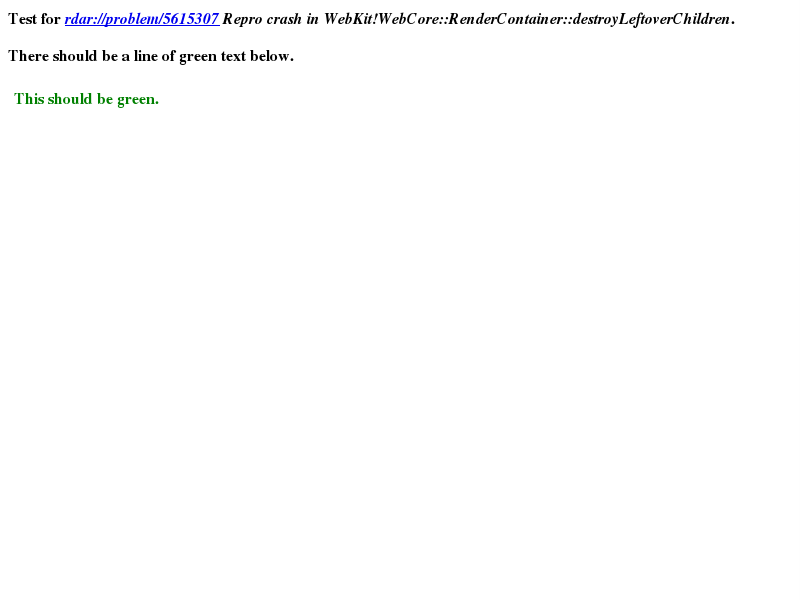 Test for rdar://problem/5615307 Repro crash in WebKit!WebCore::RenderContainer::destroyLeftoverChildren.
There should be a line of green text below.
This should be green.